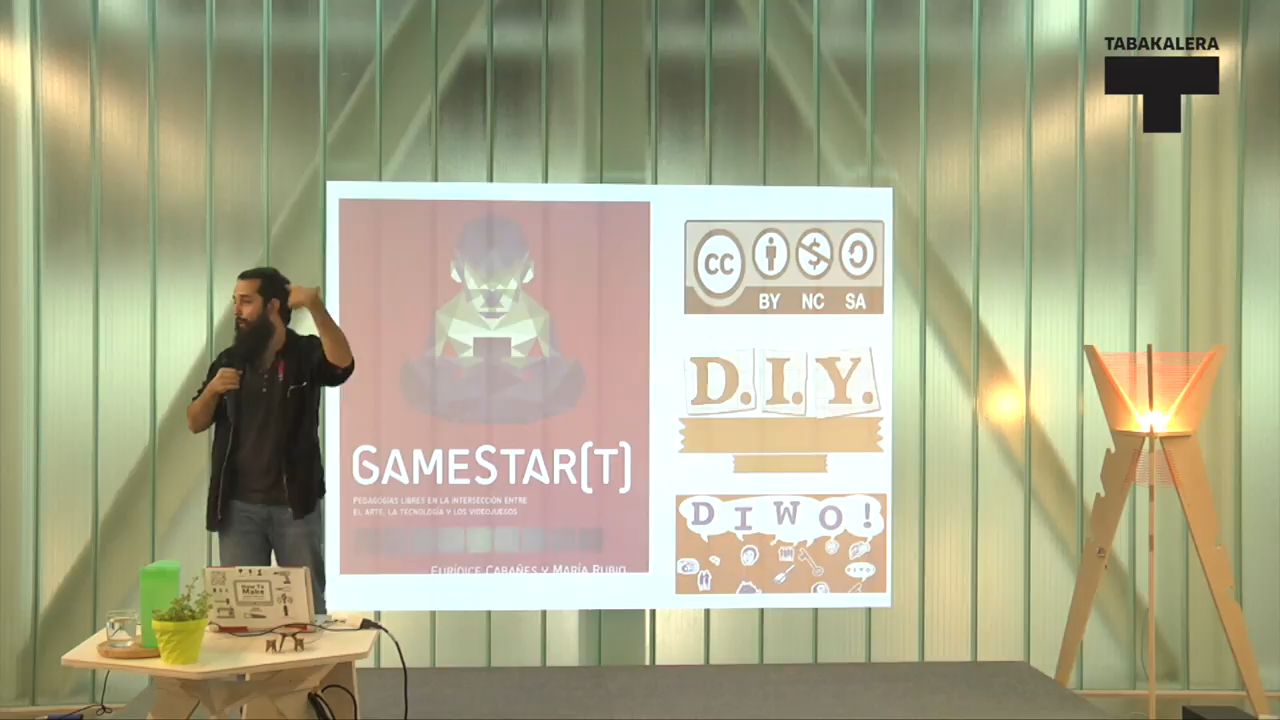 TABAKALERA
GAMESTAR(T)
PEDAGOGÍAS LIBRES EN LA INTERSECCIÓN ENTRE
EL ARTE, LA TECNOLOGÍA Y LOS VIDEOJUEGOS
EURÍDICE CABAÑES Y MARÍA RUBIO
CC
BY NC SA
D.I.Y.
DIWO!
How To
Make